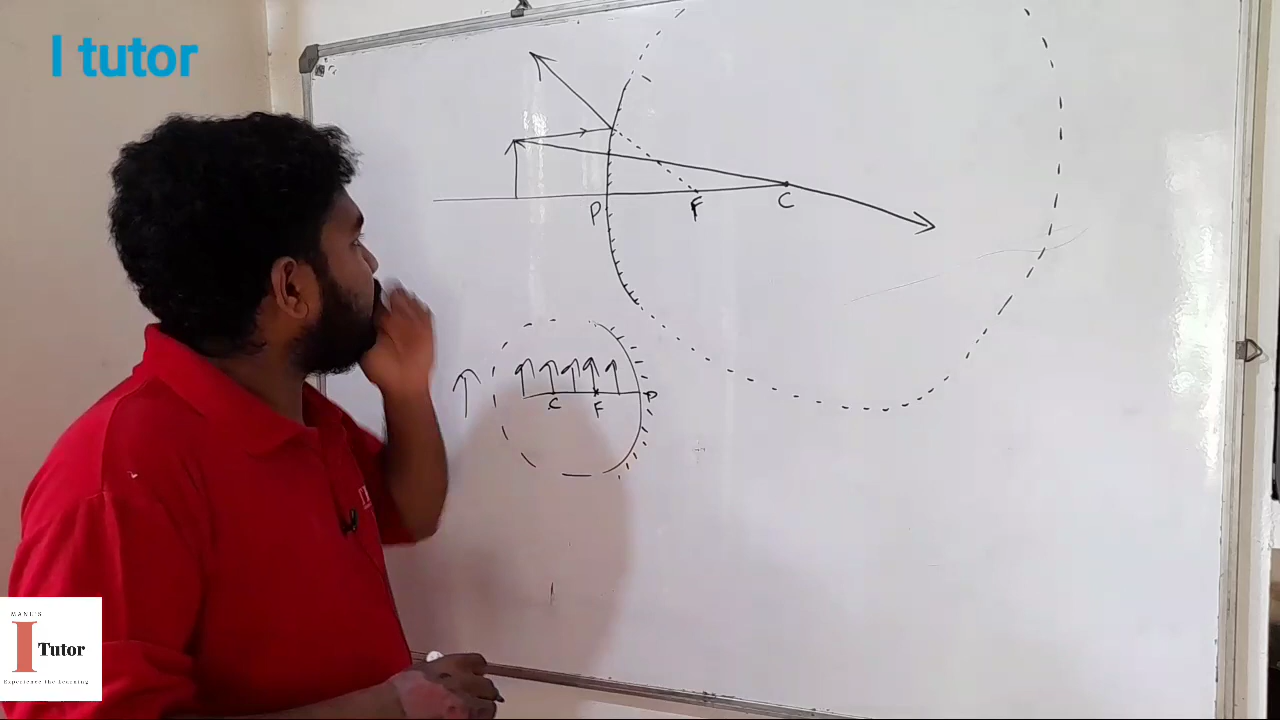 I tutor
P F C
C F P
MANU'S
I Tutor
Experience the Learning